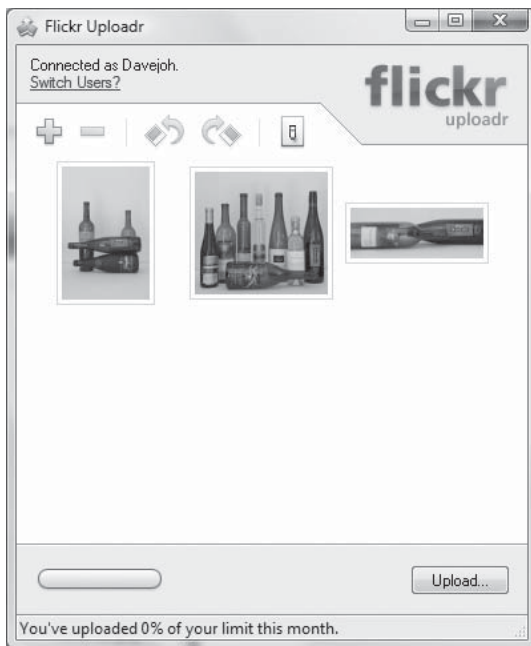 Flickr Uploadr
Connected as Davejoh.
Switch Users?
flickr
uploadr
Upload...
You've uploaded 0% of your limit this month.